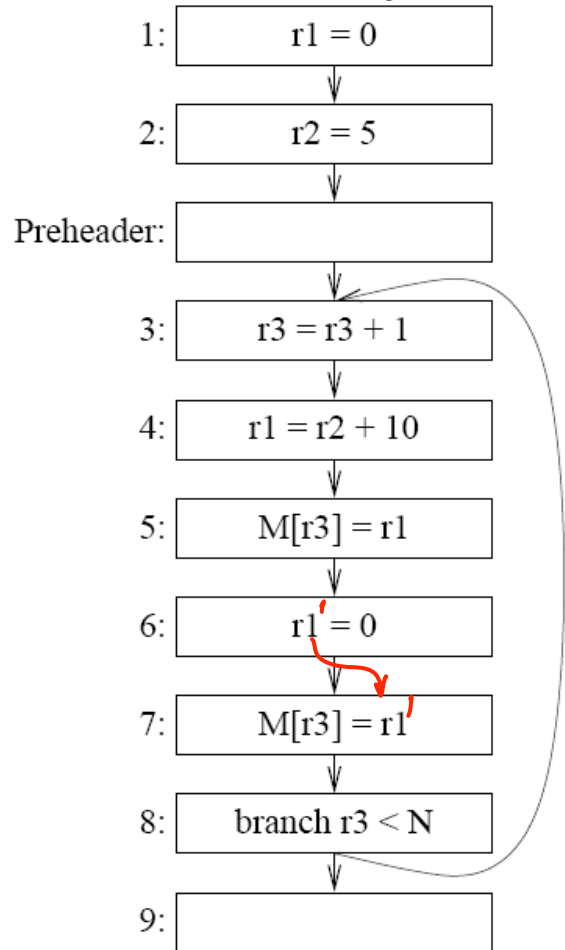 1: r1 = 0
2: r2 = 5
Preheader:
3: r3 = r3 + 1
4: r1 = r2 + 10
5: M[r3] = r1
6: r1' = 0
7: M[r3] = r1'
8: branch r3 < N
9: